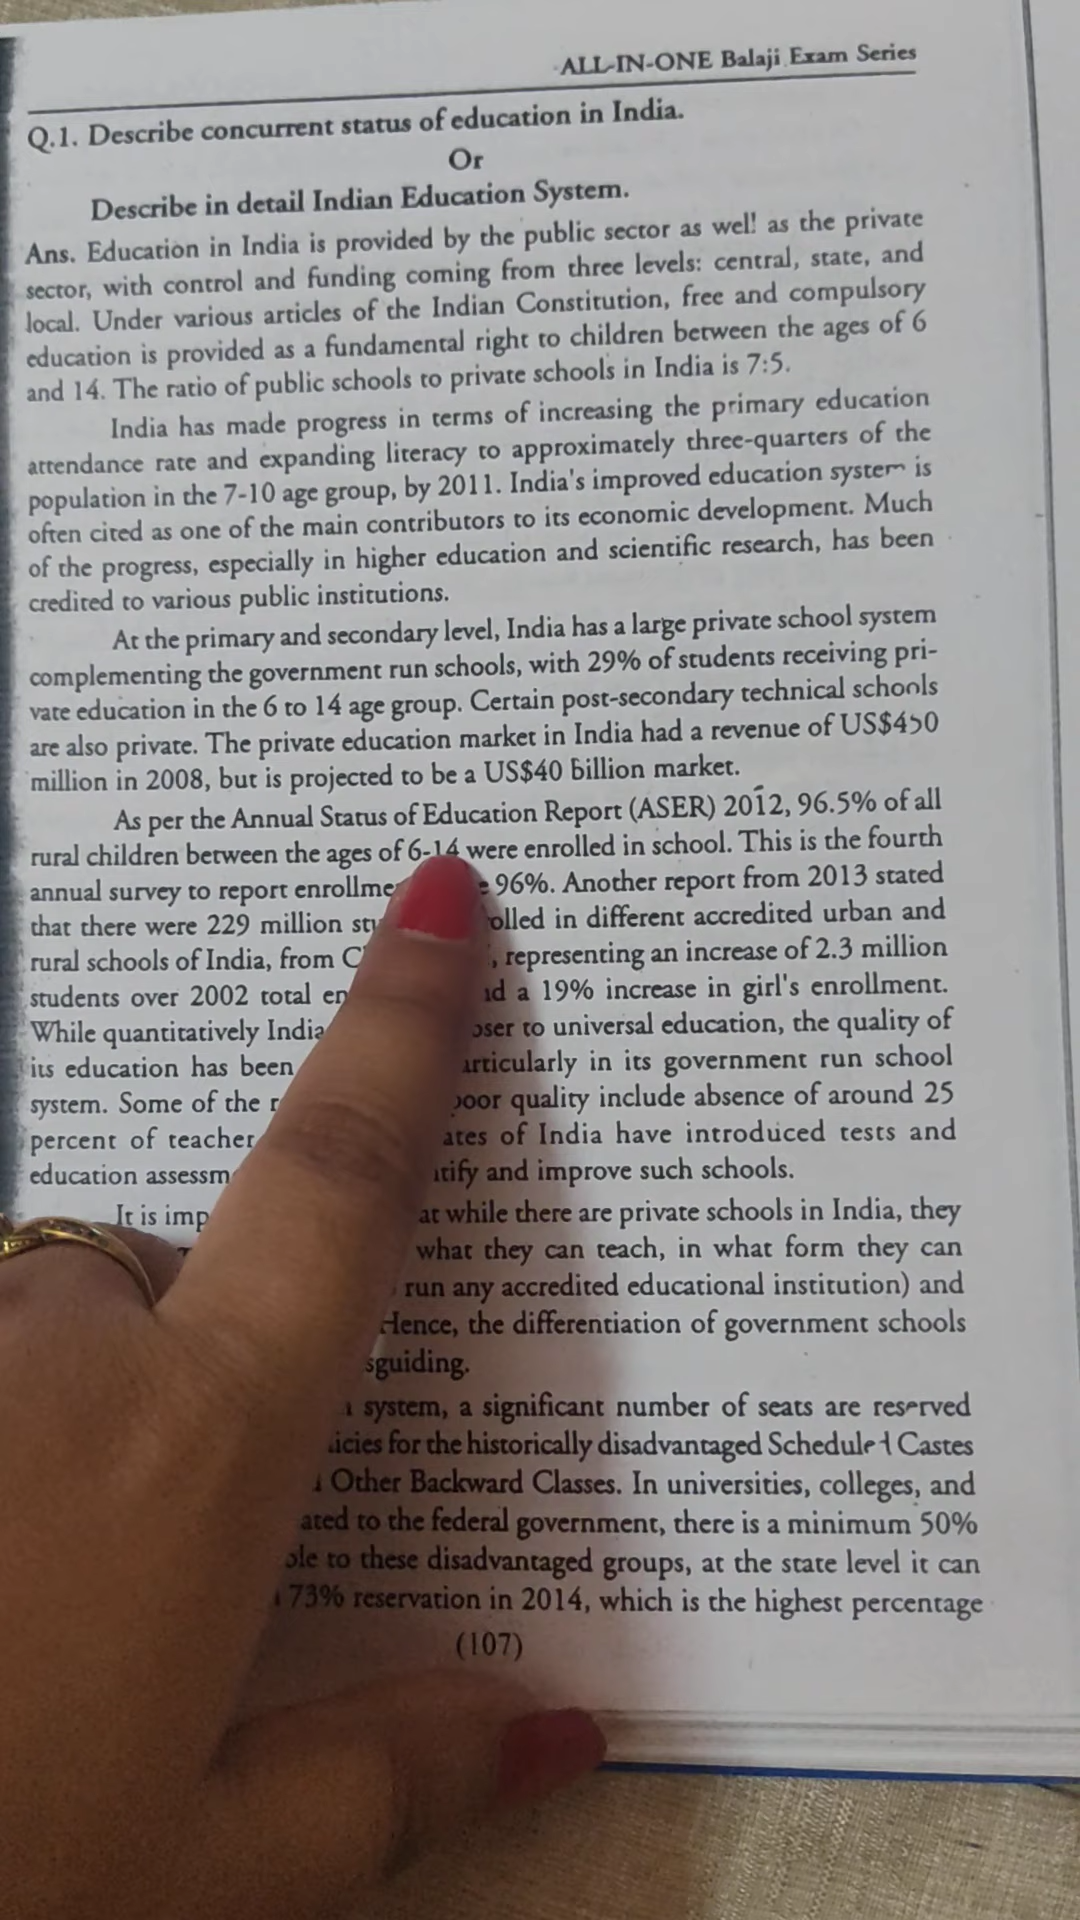 ALL-IN-ONE Balaji Exam Series
Q.1. Describe concurrent status of education in India.
Or
Describe in detail Indian Education System.
Ans. Education in India is provided by the public sector as well as the private
sector, with control and funding coming from three levels: central, state, and
local. Under various articles of the Indian Constitution, free and compulsory
education is provided as a fundamental right to children between the ages of 6
and 14. The ratio of public schools to private schools in India is 7:5.
India has made progress in terms of increasing the primary education
attendance rate and expanding literacy to approximately three-quarters of the
population in the 7-10 age group, by 2011. India's improved education system is
often cited as one of the main contributors to its economic development. Much
of the progress, especially in higher education and scientific research, has been
credited to various public institutions.
At the primary and secondary level, India has a large private school system
complementing the government run schools, with 29% of students receiving pri-
vate education in the 6 to 14 age group. Certain post-secondary technical schools
are also private. The private education market in India had a revenue of US$450
million in 2008, but is projected to be a US$40 billion market.
As per the Annual Status of Education Report (ASER) 2012, 96.5% of all
rural children between the ages of 6-14 were enrolled in school. This is the fourth
annual survey to report 96%. Another report from 2013 stated
that there were 229 million in different accredited urban and
rural schools of India, from representing an increase of 2.3 million
students over 2002 total a 19% increase in girl's enrollment.
While quantitatively to universal education, the quality of
its education has been in its government run school
system. Some of the poor quality include absence of around 25
percent of of India have introduced tests and
education and improve such schools.
It is while there are private schools in India, they
what they can teach, in what form they can
run any accredited educational institution) and
Hence, the differentiation of government schools
system, a significant number of seats are reserved
for the historically disadvantaged Scheduled Castes
Other Backward Classes. In universities, colleges, and
to the federal government, there is a minimum 50%
to these disadvantaged groups, at the state level it can
73% reservation in 2014, which is the highest percentage
(107)